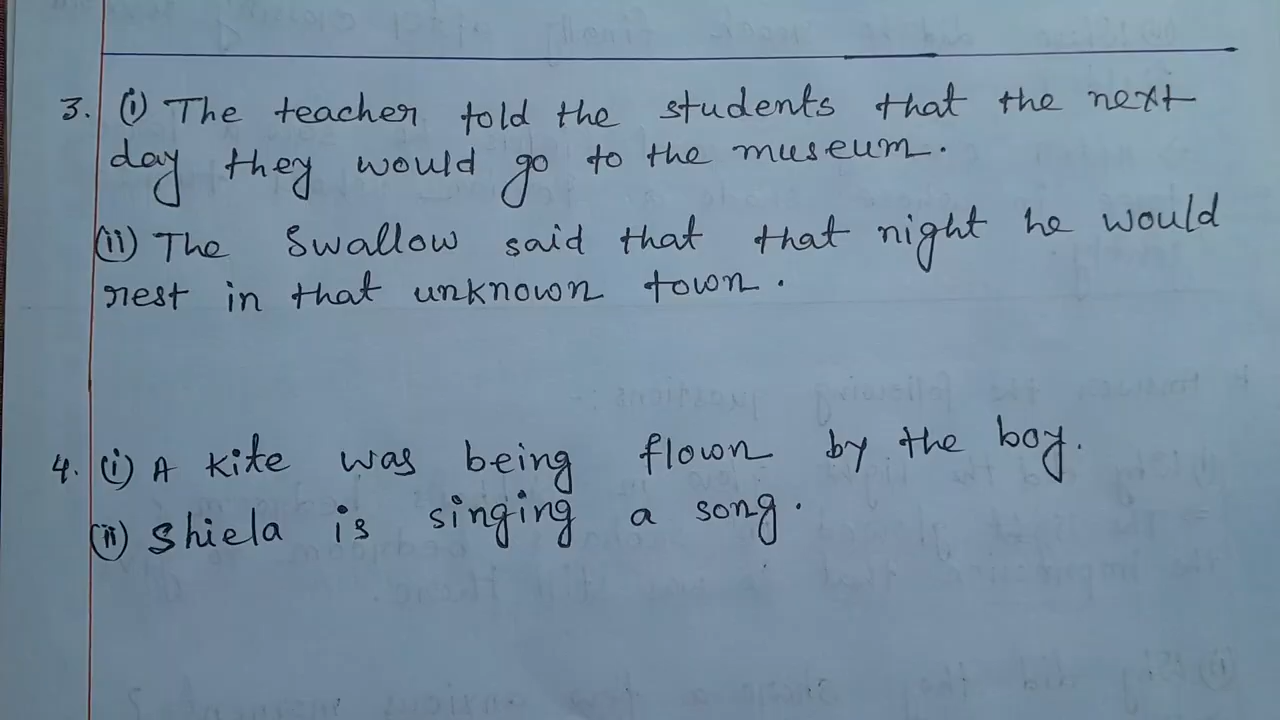 3. (i) The teacher told the students that the next
day they would go to the museum.
(ii) The Swallow said that that night he would
rest in that unknown town.
4. (i) A kite was being flown by the boy.
(ii) Shiela is singing a song.